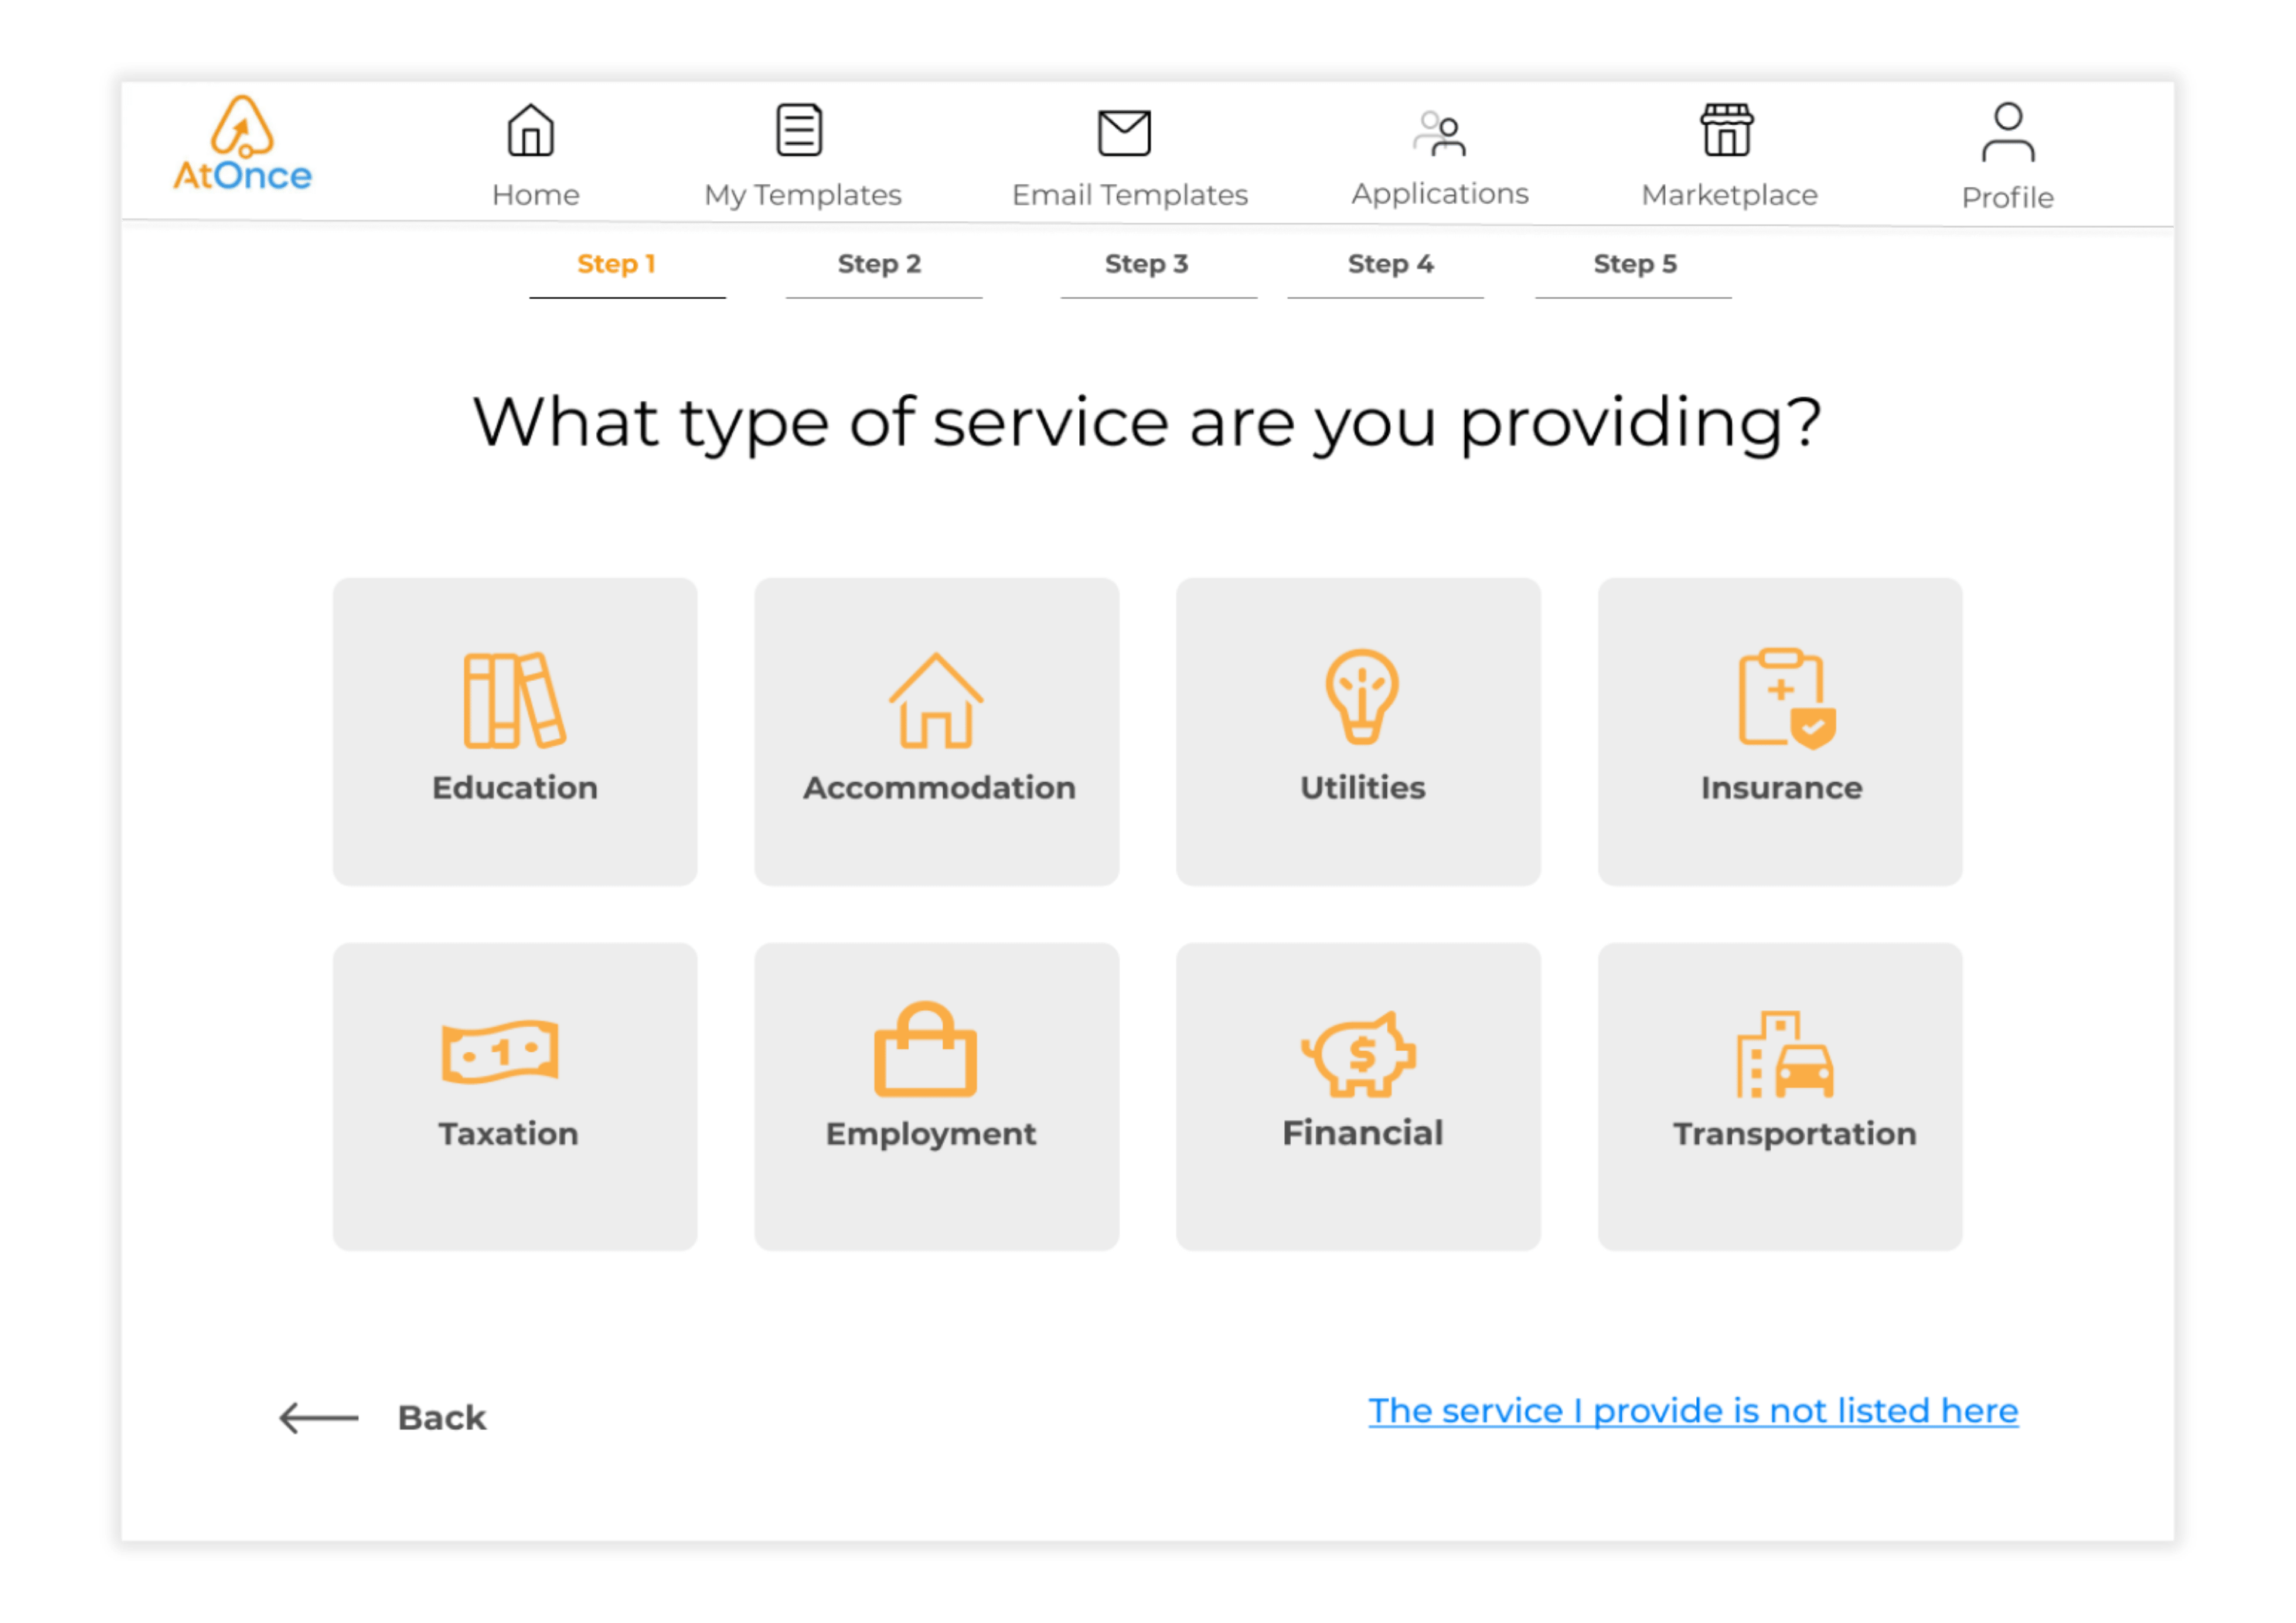 AtOnce
Home
My Templates
Email Templates
Applications
Marketplace
Profile
Step 1
Step 2
Step 3
Step 4
Step 5
What type of service are you providing?
Education
Accommodation
Utilities
Insurance
1
$
Taxation
Employment
Financial
Transportation
Back
The service I provide is not listed here